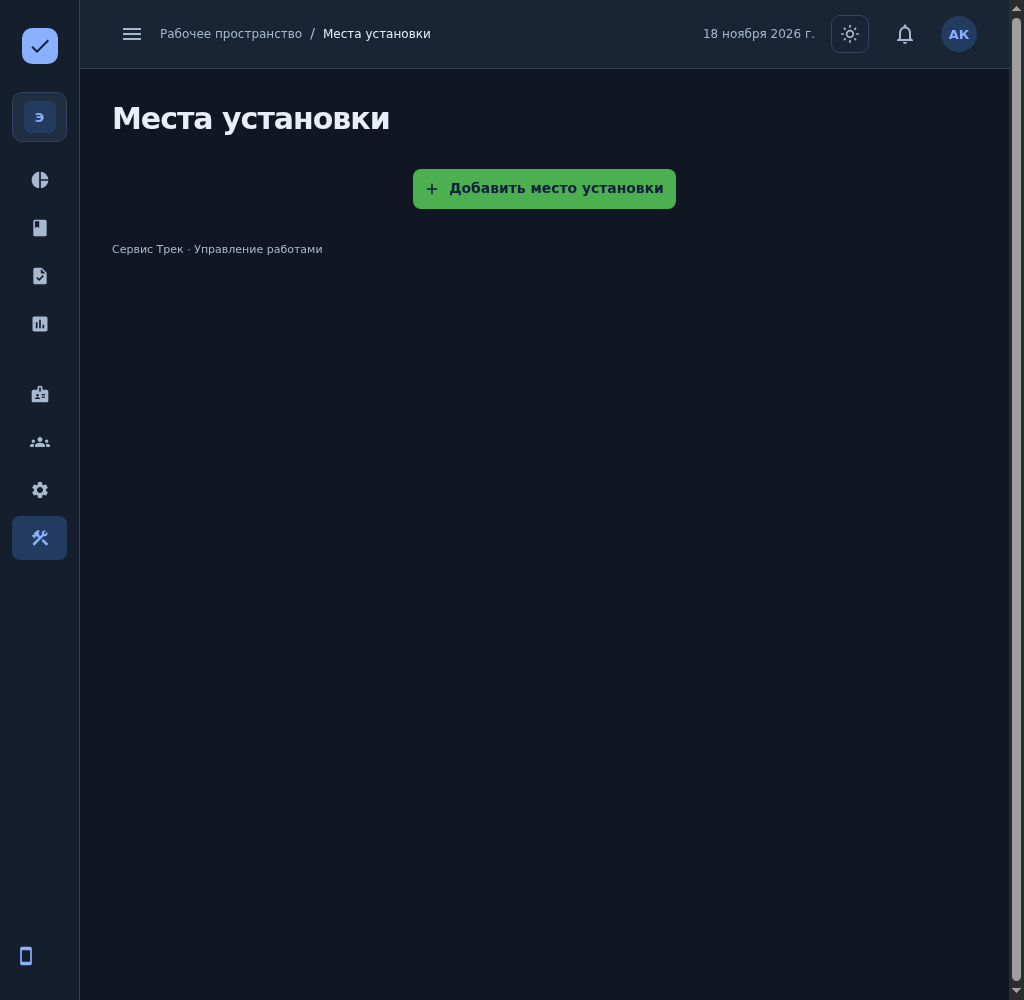 Рабочее пространство / Места установки
18 ноября 2026 г.
АК
Э
Места установки
+ Добавить место установки
Сервис Трек · Управление работами